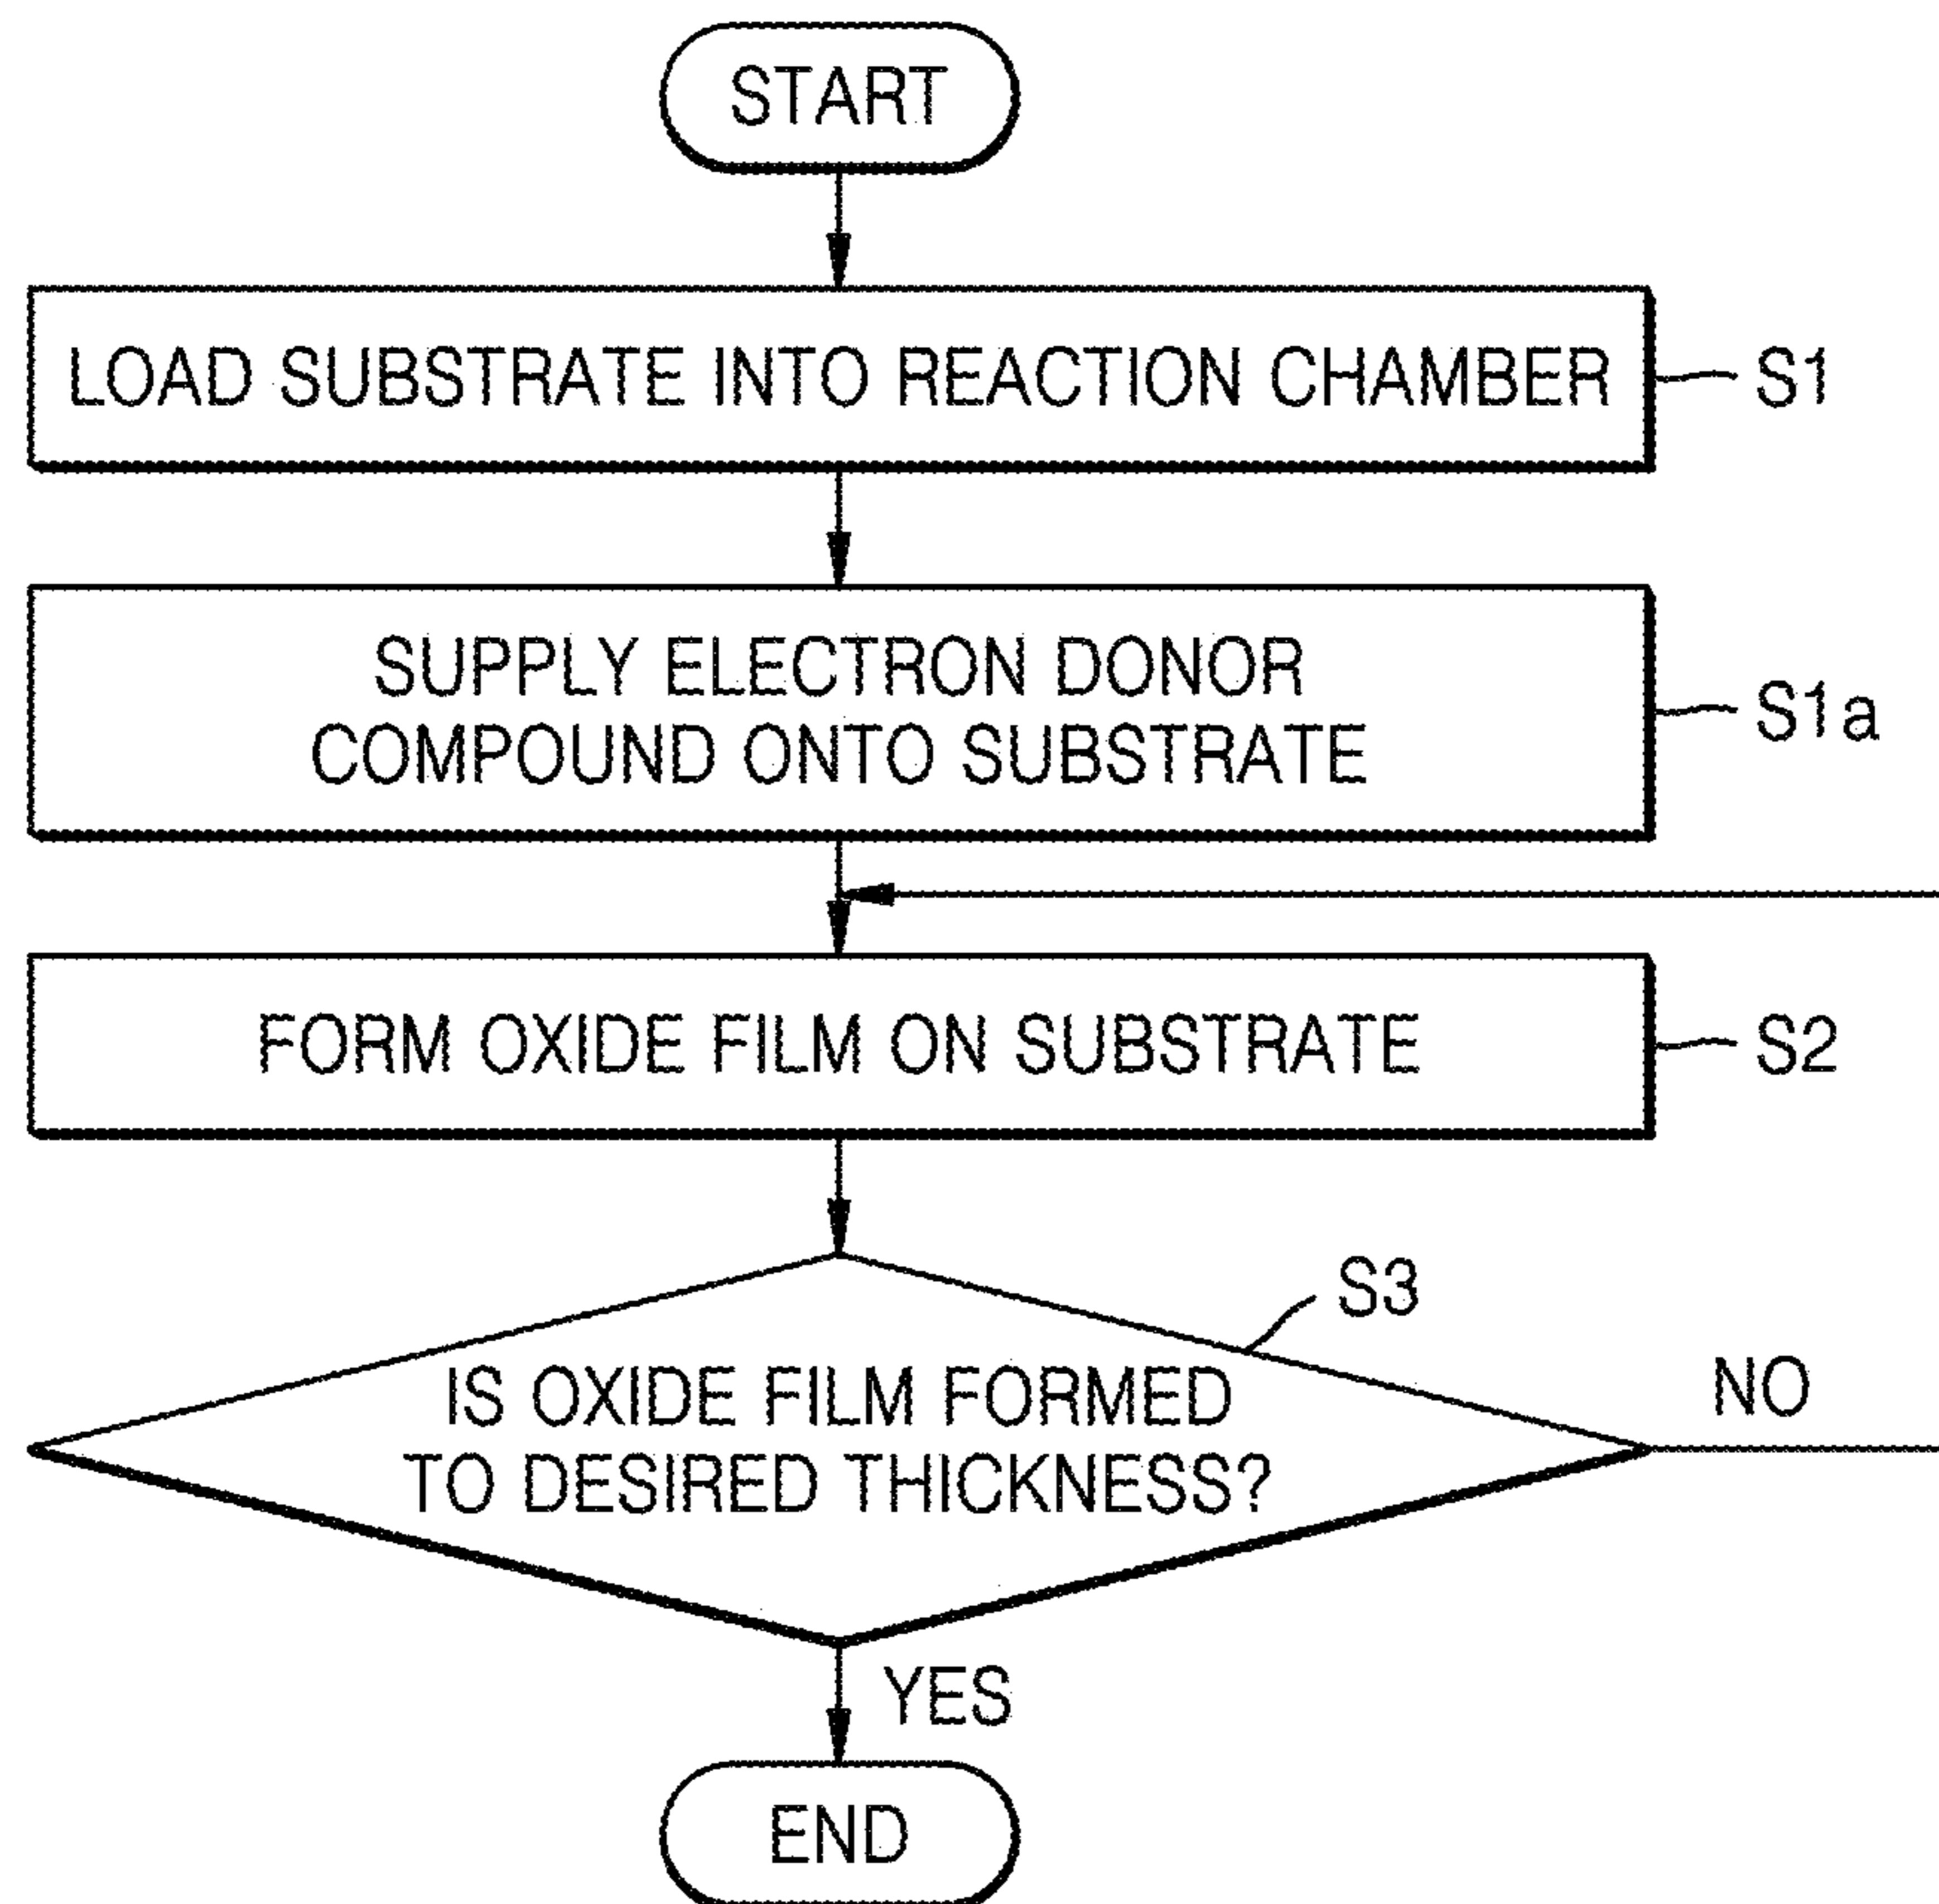 START
LOAD SUBSTRATE INTO REACTION CHAMBER
S1
SUPPLY ELECTRON DONOR
COMPOUND ONTO SUBSTRATE
S1a
FORM OXIDE FILM ON SUBSTRATE
S2
S3
IS OXIDE FILM FORMED
TO DESIRED THICKNESS?
NO
YES
END